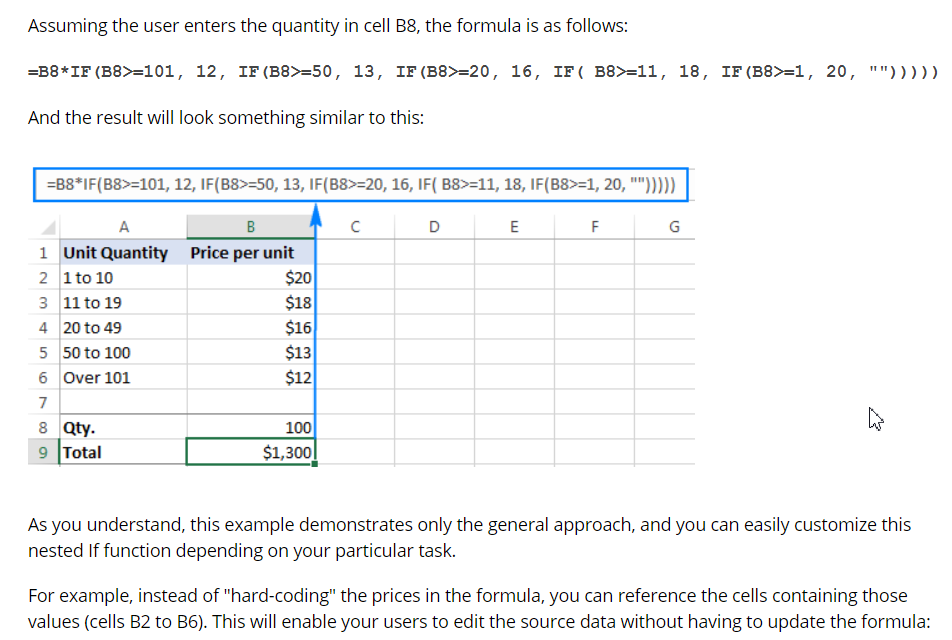 Assuming the user enters the quantity in cell B8, the formula is as follows:
=B8*IF(B8>=101, 12, IF(B8>=50, 13, IF(B8>=20, 16, IF( B8>=11, 18, IF(B8>=1, 20, "")))))
And the result will look something similar to this:
=B8*IF(B8>=101, 12, IF(B8>=50, 13, IF(B8>=20, 16, IF( B8>=11, 18, IF(B8>=1, 20, "")))))
A B C D E F G
1 Unit Quantity Price per unit
2 1 to 10 $20
3 11 to 19 $18
4 20 to 49 $16
5 50 to 100 $13
6 Over 101 $12
7
8 Qty. 100
9 Total $1,300
As you understand, this example demonstrates only the general approach, and you can easily customize this
nested If function depending on your particular task.
For example, instead of "hard-coding" the prices in the formula, you can reference the cells containing those
values (cells B2 to B6). This will enable your users to edit the source data without having to update the formula: